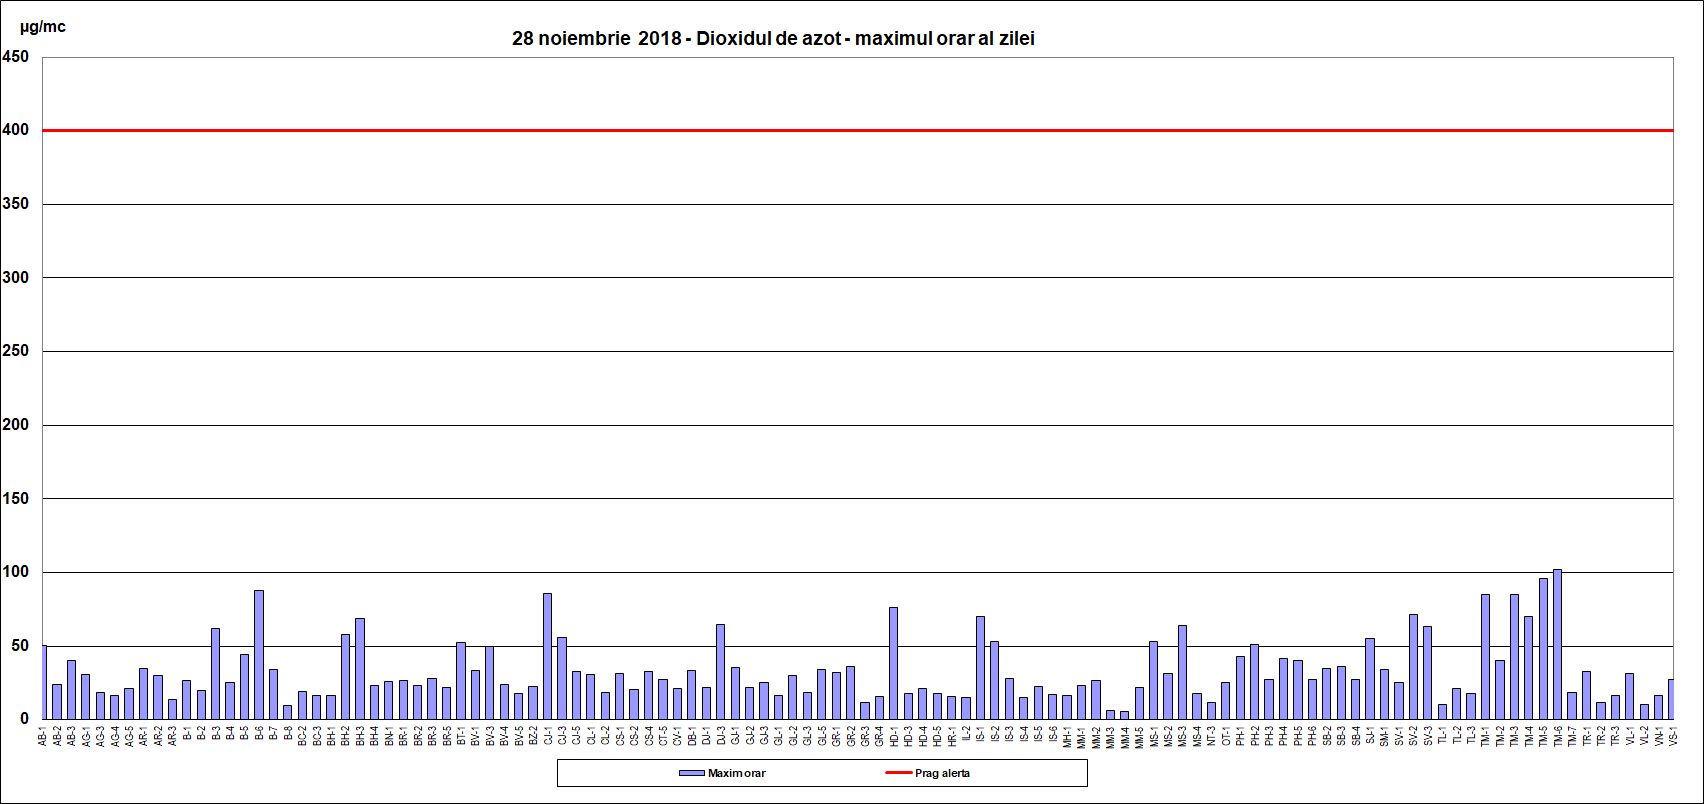 µg/mc
28 noiembrie 2018 - Dioxidul de azot - maximul orar al zilei
450
400
350
300
250
200
150
100
50
0
AB-1 AB-2 AB-3 AG-1 AG-3 AG-4 AG-5 AR-1 AR-2 AR-3 B-1 B-2 B-3 B-4 B-5 B-6 B-7 B-8 BC-2 BC-3 BH-1 BH-2 BH-3 BH-4 BN-1 BR-1 BR-2 BR-3 BR-5 BT-1 BV-1 BV-3 BV-4 BV-5 BZ-2 CJ-1 CJ-3 CJ-5 CL-1 CL-2 CS-1 CS-2 CS-4 CT-5 CV-1 DB-1 DJ-1 DJ-3 GJ-1 GJ-2 GJ-3 GL-1 GL-2 GL-3 GL-5 GR-1 GR-2 GR-3 GR-4 HD-1 HD-3 HD-4 HD-5 HR-1 IL-2 IS-1 IS-2 IS-3 IS-4 IS-5 IS-6 MH-1 MM-1 MM-2 MM-3 MM-4 MM-5 MS-1 MS-2 MS-3 MS-4 NT-3 OT-1 PH-1 PH-2 PH-3 PH-4 PH-5 PH-6 SB-2 SB-3 SB-4 SJ-1 SM-1 SV-1 SV-2 SV-3 TL-1 TL-2 TL-3 TM-1 TM-2 TM-3 TM-4 TM-5 TM-6 TM-7 TR-1 TR-2 TR-3 VL-1 VL-2 VN-1 VS-1
Maxim orar Prag alerta